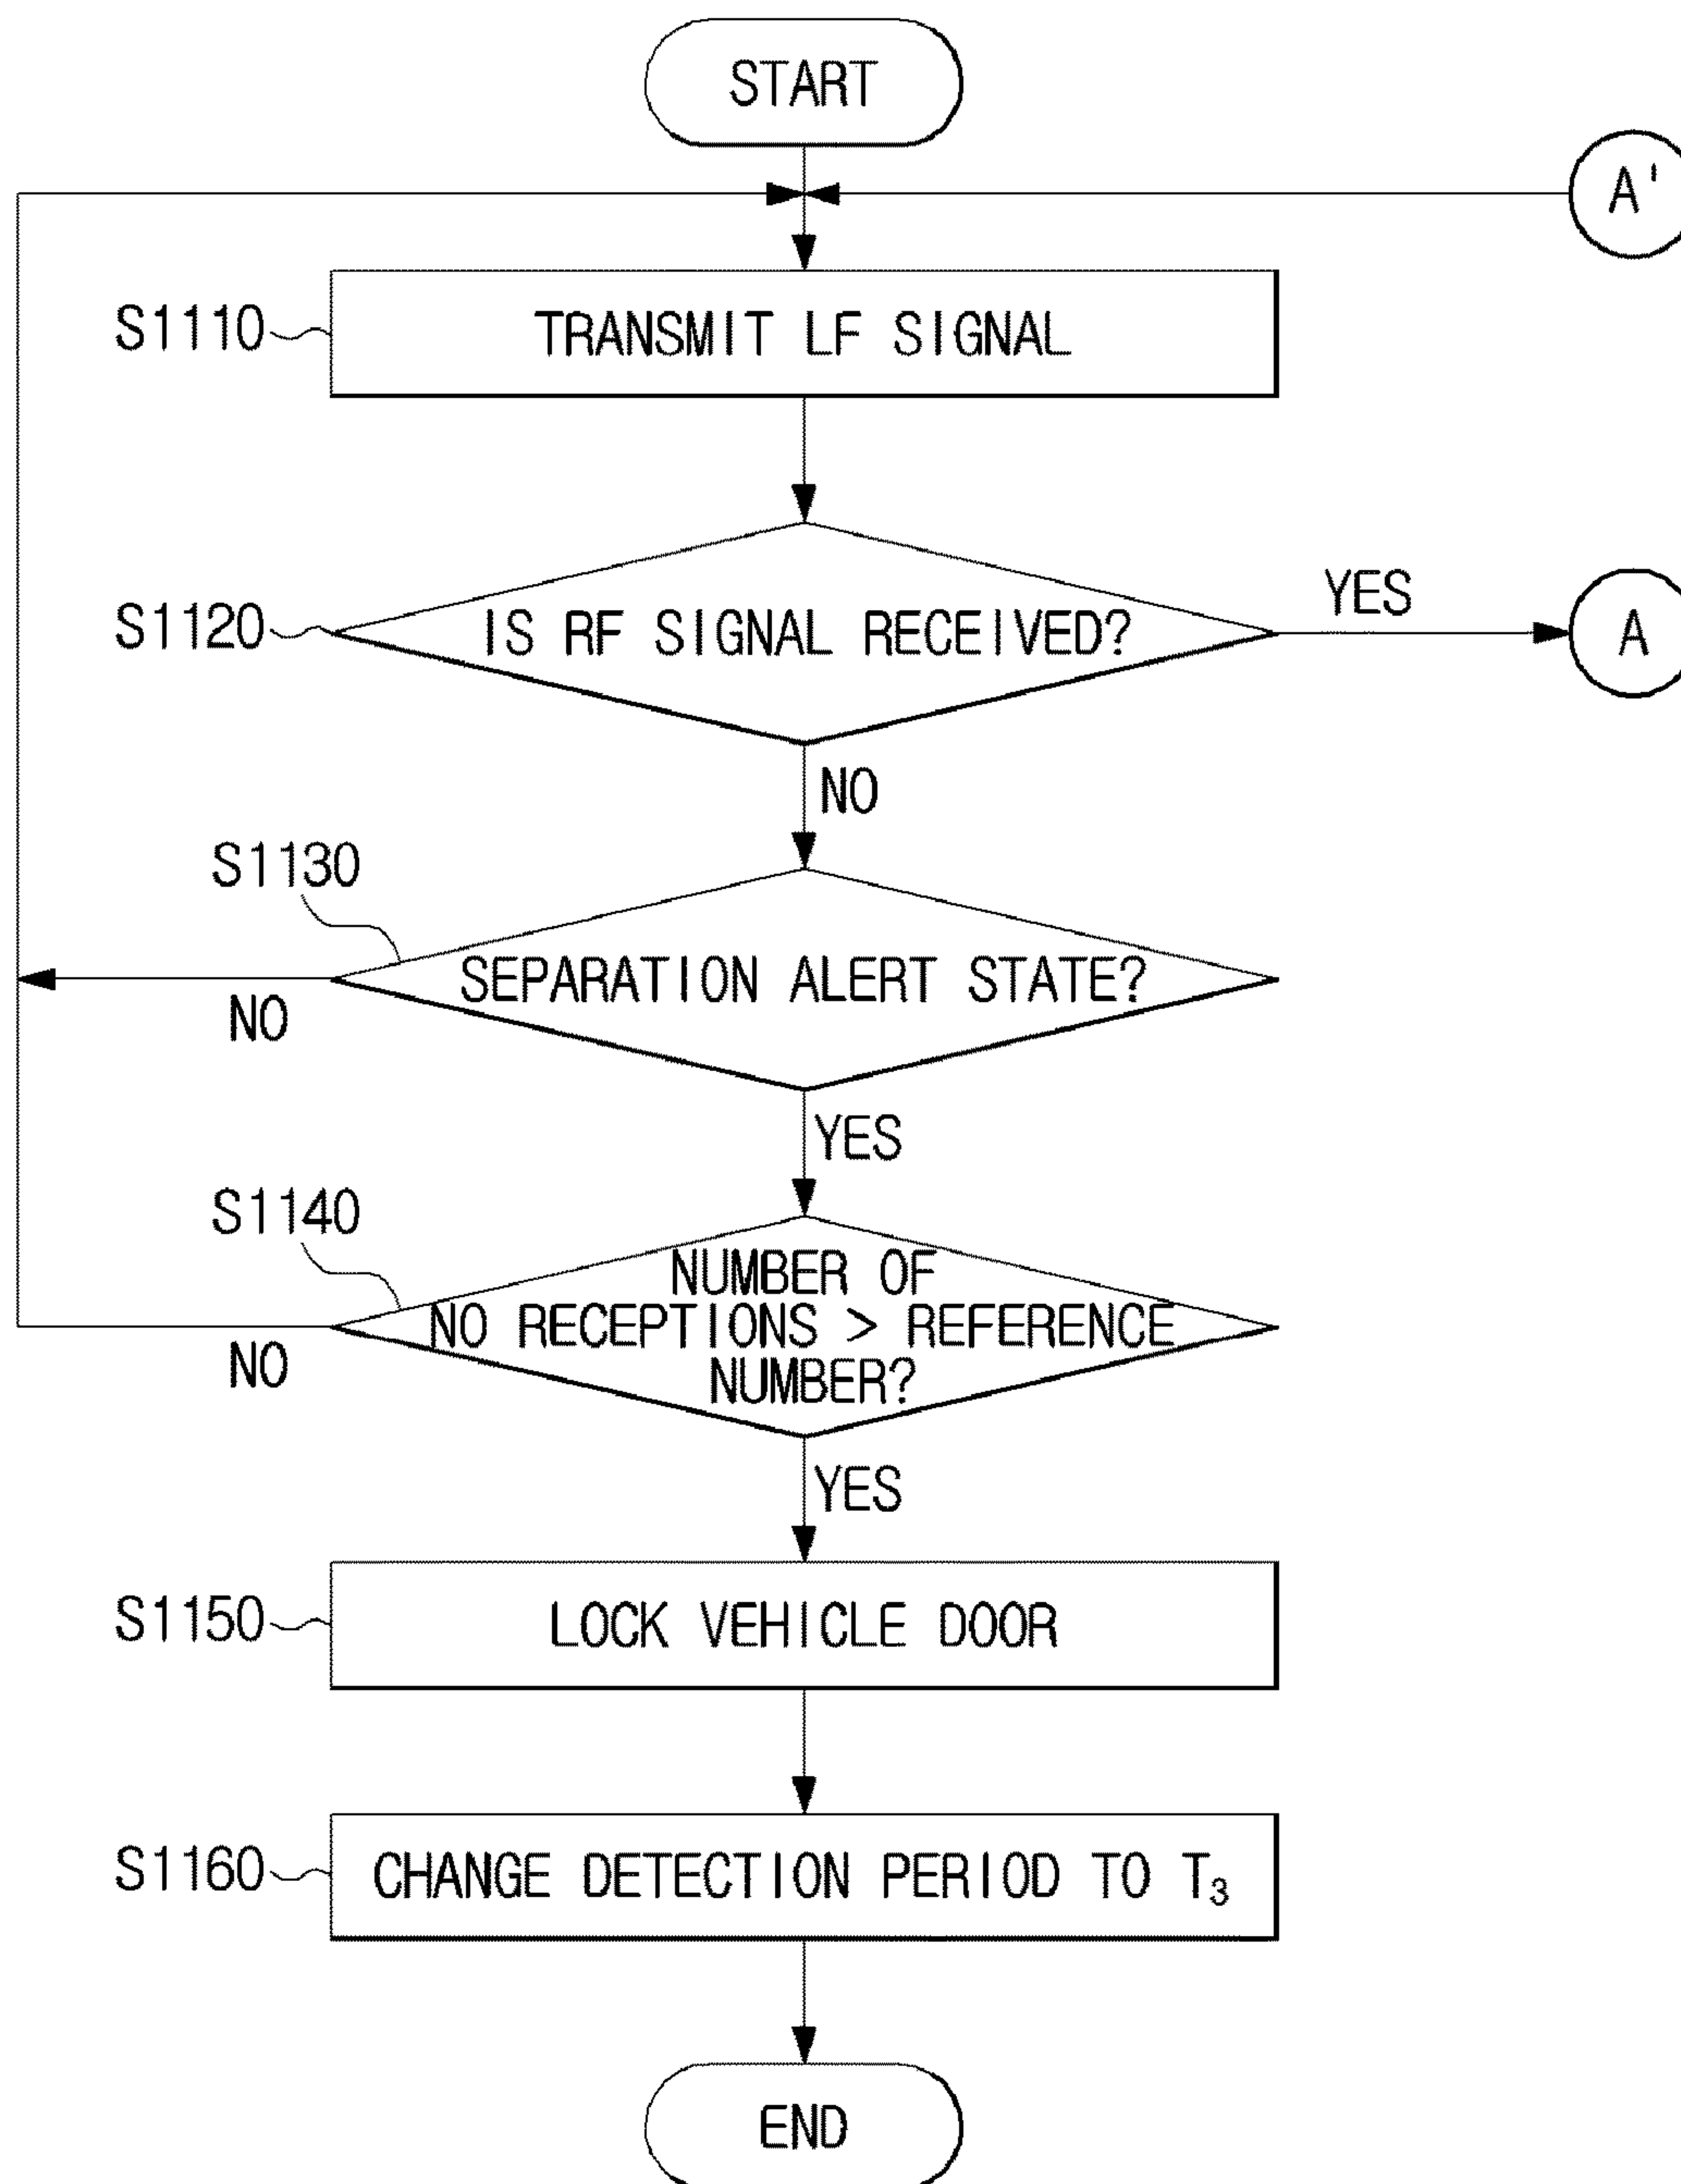 START
A'
S1110
TRANSMIT LF SIGNAL
S1120
IS RF SIGNAL RECEIVED?
YES
A
NO
S1130
SEPARATION ALERT STATE?
NO
YES
S1140
NUMBER OF
NO RECEPTIONS > REFERENCE
NUMBER?
NO
YES
S1150
LOCK VEHICLE DOOR
S1160
CHANGE DETECTION PERIOD TO T₃
END